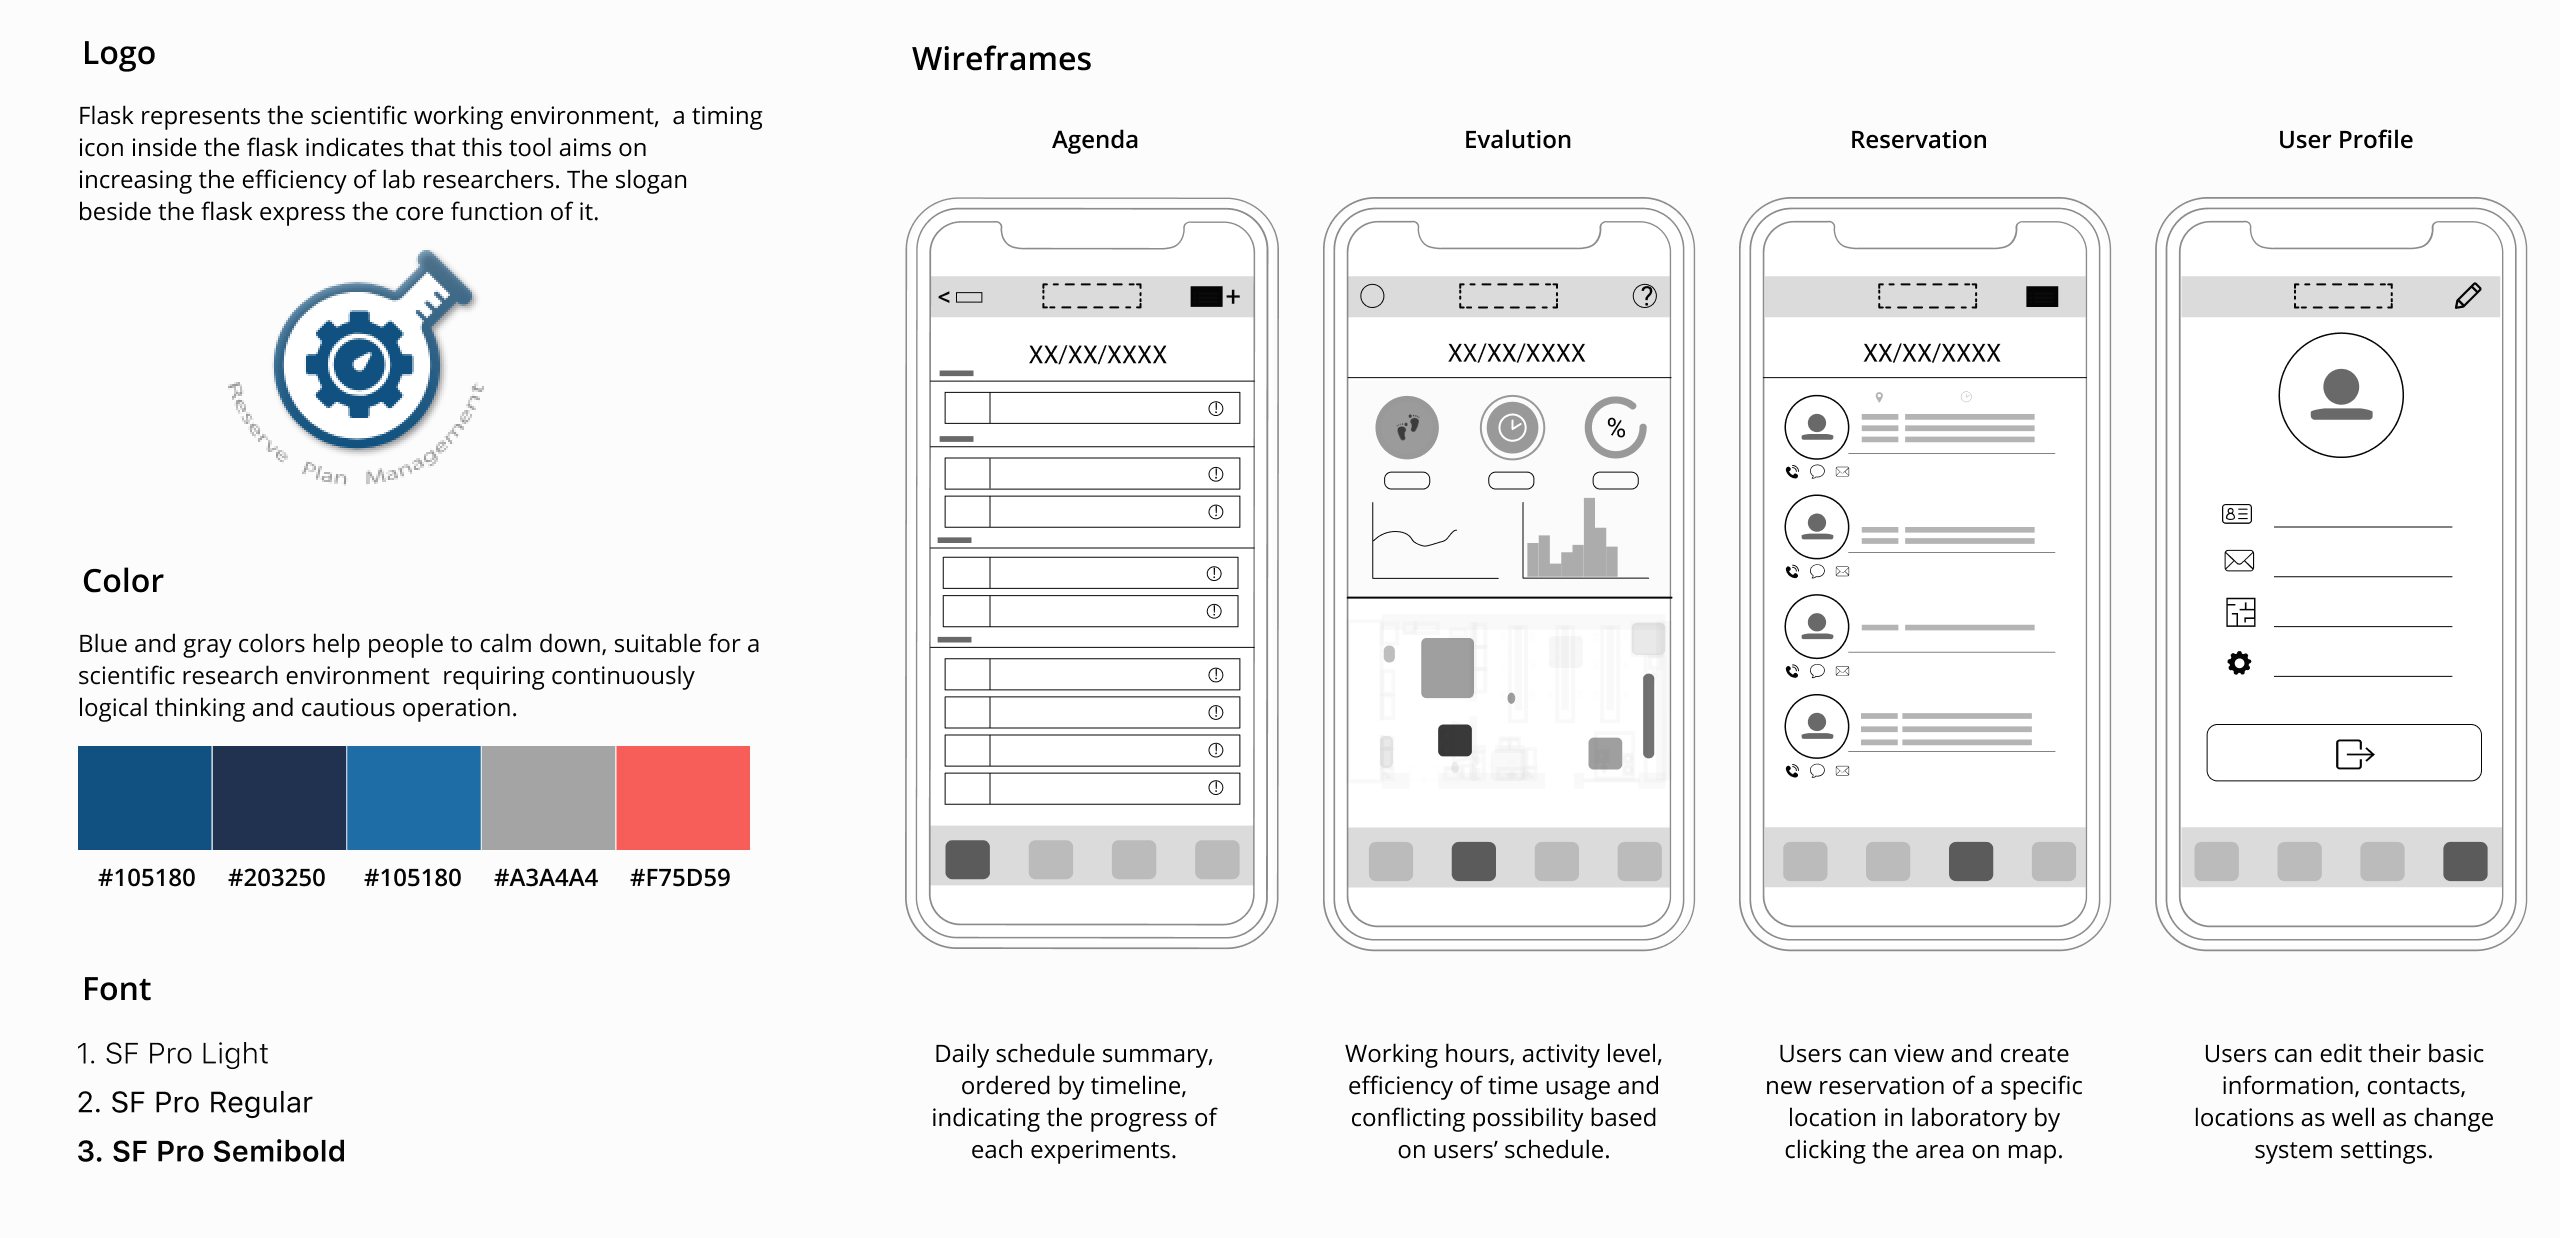 Logo
Flask represents the scientific working environment,  a timing
icon inside the flask indicates that this tool aims on
increasing the efficiency of lab researchers. The slogan
beside the flask express the core function of it.
Reserve Plan Management
Color
Blue and gray colors help people to calm down, suitable for a
scientific research environment  requiring continuously
logical thinking and cautious operation.
#105180 #203250 #105180 #A3A4A4 #F75D59
Font
1. SF Pro Light
2. SF Pro Regular
3. SF Pro Semibold
Wireframes
Agenda
XX/XX/XXXX
Daily schedule summary,
ordered by timeline,
indicating the progress of
each experiments.
Evalution
XX/XX/XXXX
%
Working hours, activity level,
efficiency of time usage and
conflicting possibility based
on users’ schedule.
Reservation
XX/XX/XXXX
Users can view and create
new reservation of a specific
location in laboratory by
clicking the area on map.
User Profile
Users can edit their basic
information, contacts,
locations as well as change
system settings.